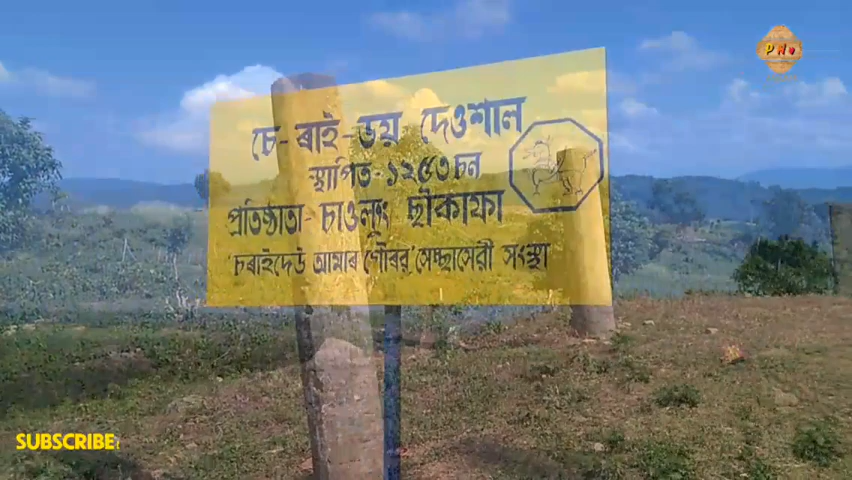 চে-ৰাই-ডয় দেওশাল
স্থাপিত - ১২৫৩ চন
প্ৰতিষ্ঠাতা - চাওলুং ছ্যুকাফা
'চৰাইদেউ আমাৰ গৌৰৱ' সেচ্ছাসেৱী সংস্থা
SUBSCRIBE